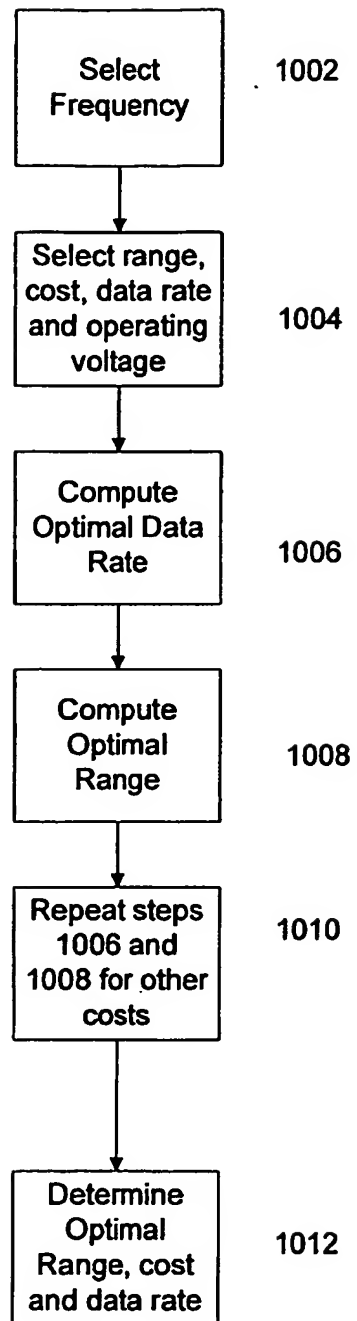 Select
Frequency
1002
Select range,
cost, data rate
and operating
voltage
1004
Compute
Optimal Data
Rate
1006
Compute
Optimal
Range
1008
Repeat steps
1006 and
1008 for other
costs
1010
Determine
Optimal
Range, cost
and data rate
1012